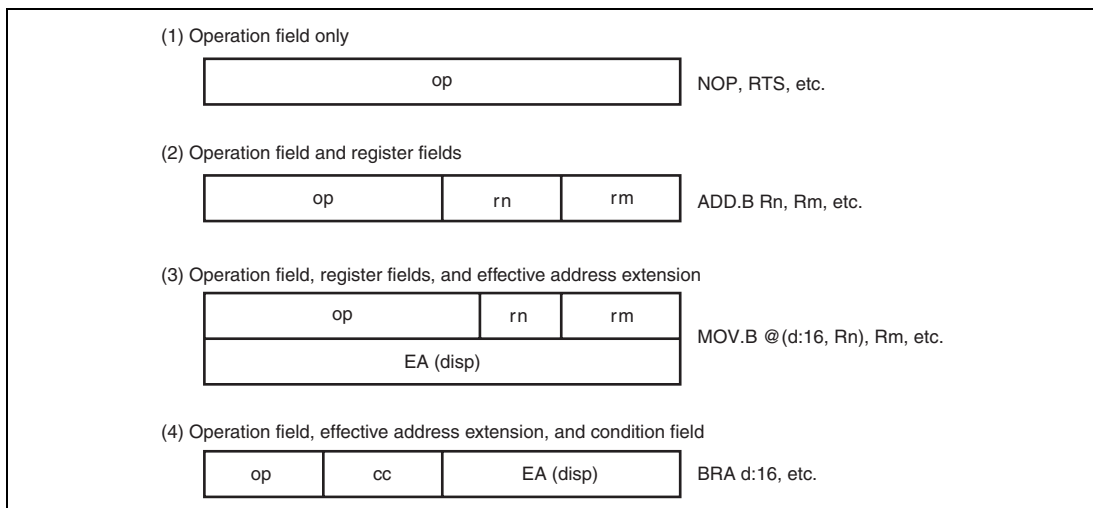 (1) Operation field only
op
NOP, RTS, etc.
(2) Operation field and register fields
op rn rm
ADD.B Rn, Rm, etc.
(3) Operation field, register fields, and effective address extension
op rn rm
MOV.B @(d:16, Rn), Rm, etc.
EA (disp)
(4) Operation field, effective address extension, and condition field
op cc EA (disp)
BRA d:16, etc.